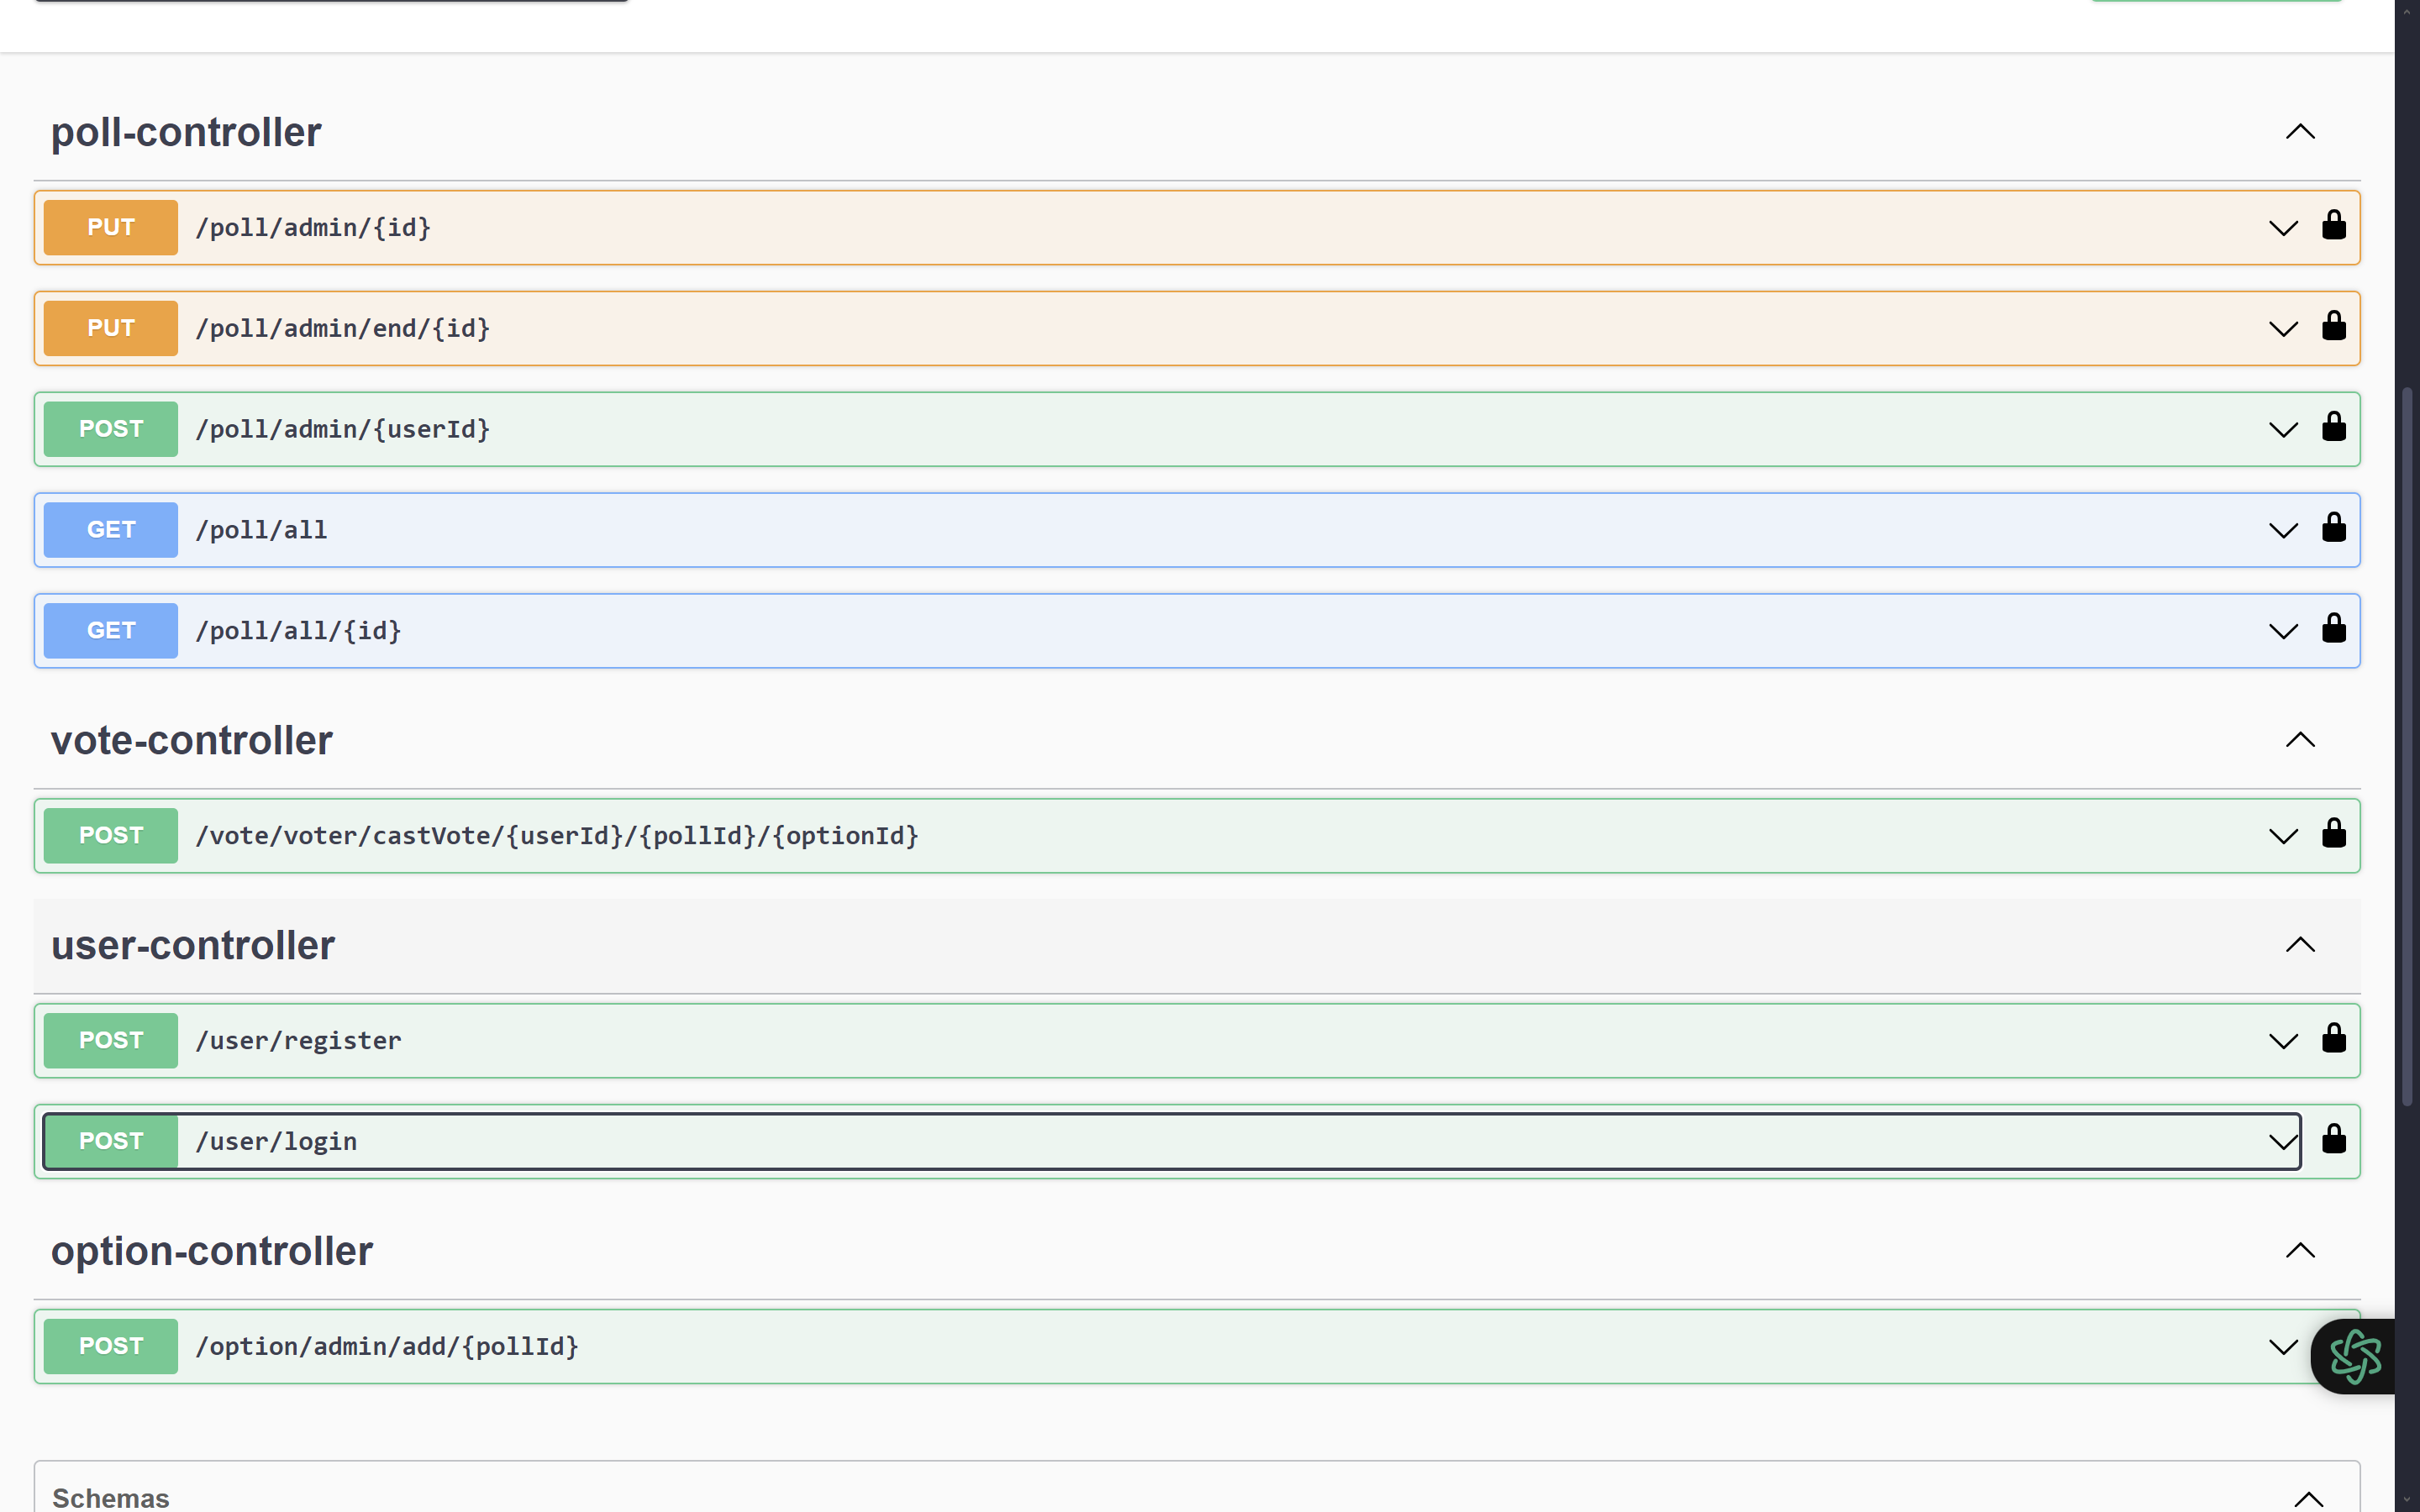 poll-controller
PUT /poll/admin/{id}
PUT /poll/admin/end/{id}
POST /poll/admin/{userId}
GET /poll/all
GET /poll/all/{id}
vote-controller
POST /vote/voter/castVote/{userId}/{pollId}/{optionId}
user-controller
POST /user/register
POST /user/login
option-controller
POST /option/admin/add/{pollId}
Schemas